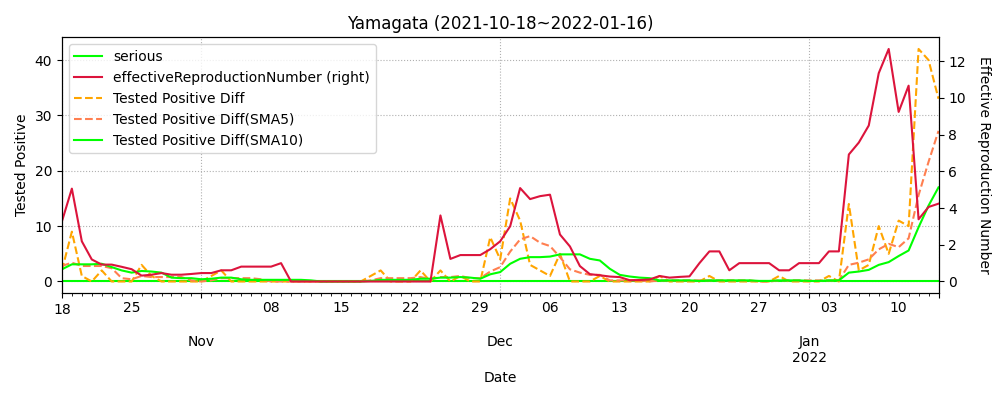 Yamagata (2021-10-18~2022-01-16)
serious
effectiveReproductionNumber (right)
Tested Positive Diff
Tested Positive Diff(SMA5)
Tested Positive Diff(SMA10)
Tested Positive
40
30
20
10
0
Effective Reproduction Number
12
10
8
6
4
2
0
18 25 08 15 22 29 06 13 20 27 03 10
Nov Dec Jan
2022
Date